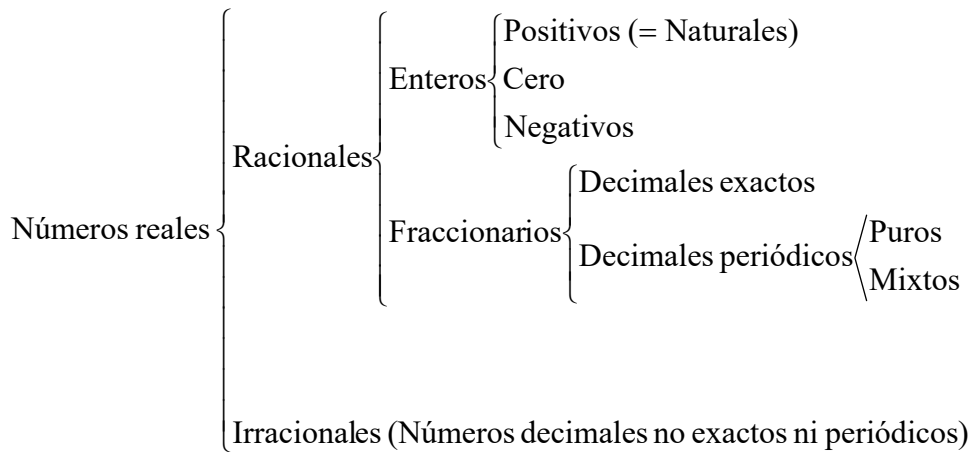 Positivos (= Naturales)
Enteros
Cero
Negativos
Racionales
Decimales exactos
Números reales
Fraccionarios
Puros
Decimales periódicos
Mixtos
Irracionales (Números decimales no exactos ni periódicos)